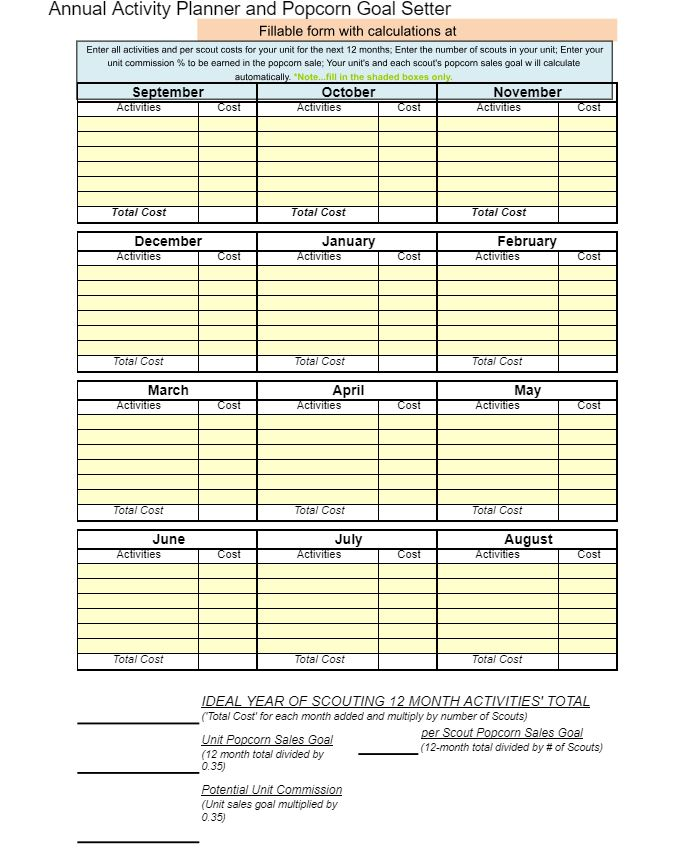 Annual Activity Planner and Popcorn Goal Setter
Fillable form with calculations at
Enter all activities and per scout costs for your unit for the next 12 months; Enter the number of scouts in your unit; Enter your
unit commission % to be earned in the popcorn sale; Your unit's and each scout's popcorn sales goal w ill calculate
automatically. *Note...fill in the shaded boxes only.
September October November
Activities Cost Activities Cost Activities Cost
Total Cost Total Cost Total Cost
December January February
Activities Cost Activities Cost Activities Cost
Total Cost Total Cost Total Cost
March April May
Activities Cost Activities Cost Activities Cost
Total Cost Total Cost Total Cost
June July August
Activities Cost Activities Cost Activities Cost
Total Cost Total Cost Total Cost
IDEAL YEAR OF SCOUTING 12 MONTH ACTIVITIES' TOTAL
('Total Cost' for each month added and multiply by number of Scouts)
Unit Popcorn Sales Goal
(12 month total divided by
0.35)
per Scout Popcorn Sales Goal
(12-month total divided by # of Scouts)
Potential Unit Commission
(Unit sales goal multiplied by
0.35)